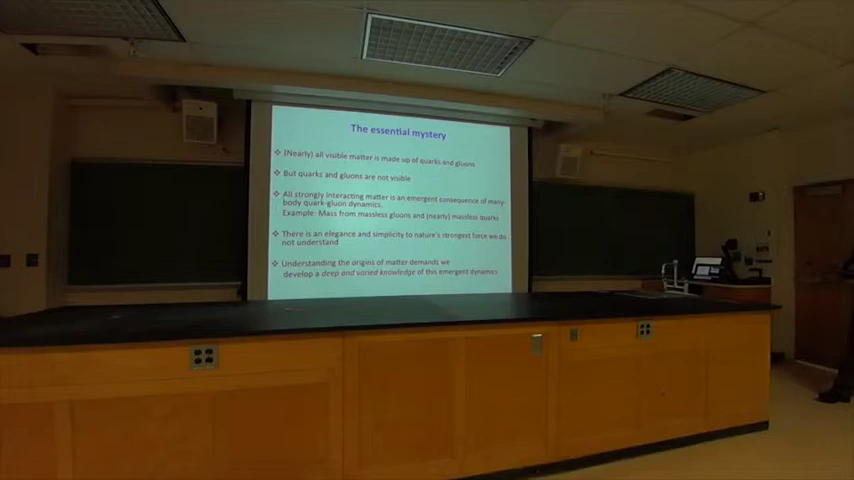 The essential mystery
❖ (Nearly) all visible matter is made up of quarks and gluons
❖ But quarks and gluons are not visible
❖ All strongly interacting matter is an emergent consequence of many-
body quark-gluon dynamics.
Example: Mass from massless gluons and (nearly) massless quarks
❖ There is an elegance and simplicity to nature's strongest force we do
not understand
❖ Understanding the origins of matter demands we
develop a deep and varied knowledge of this emergent dynamics